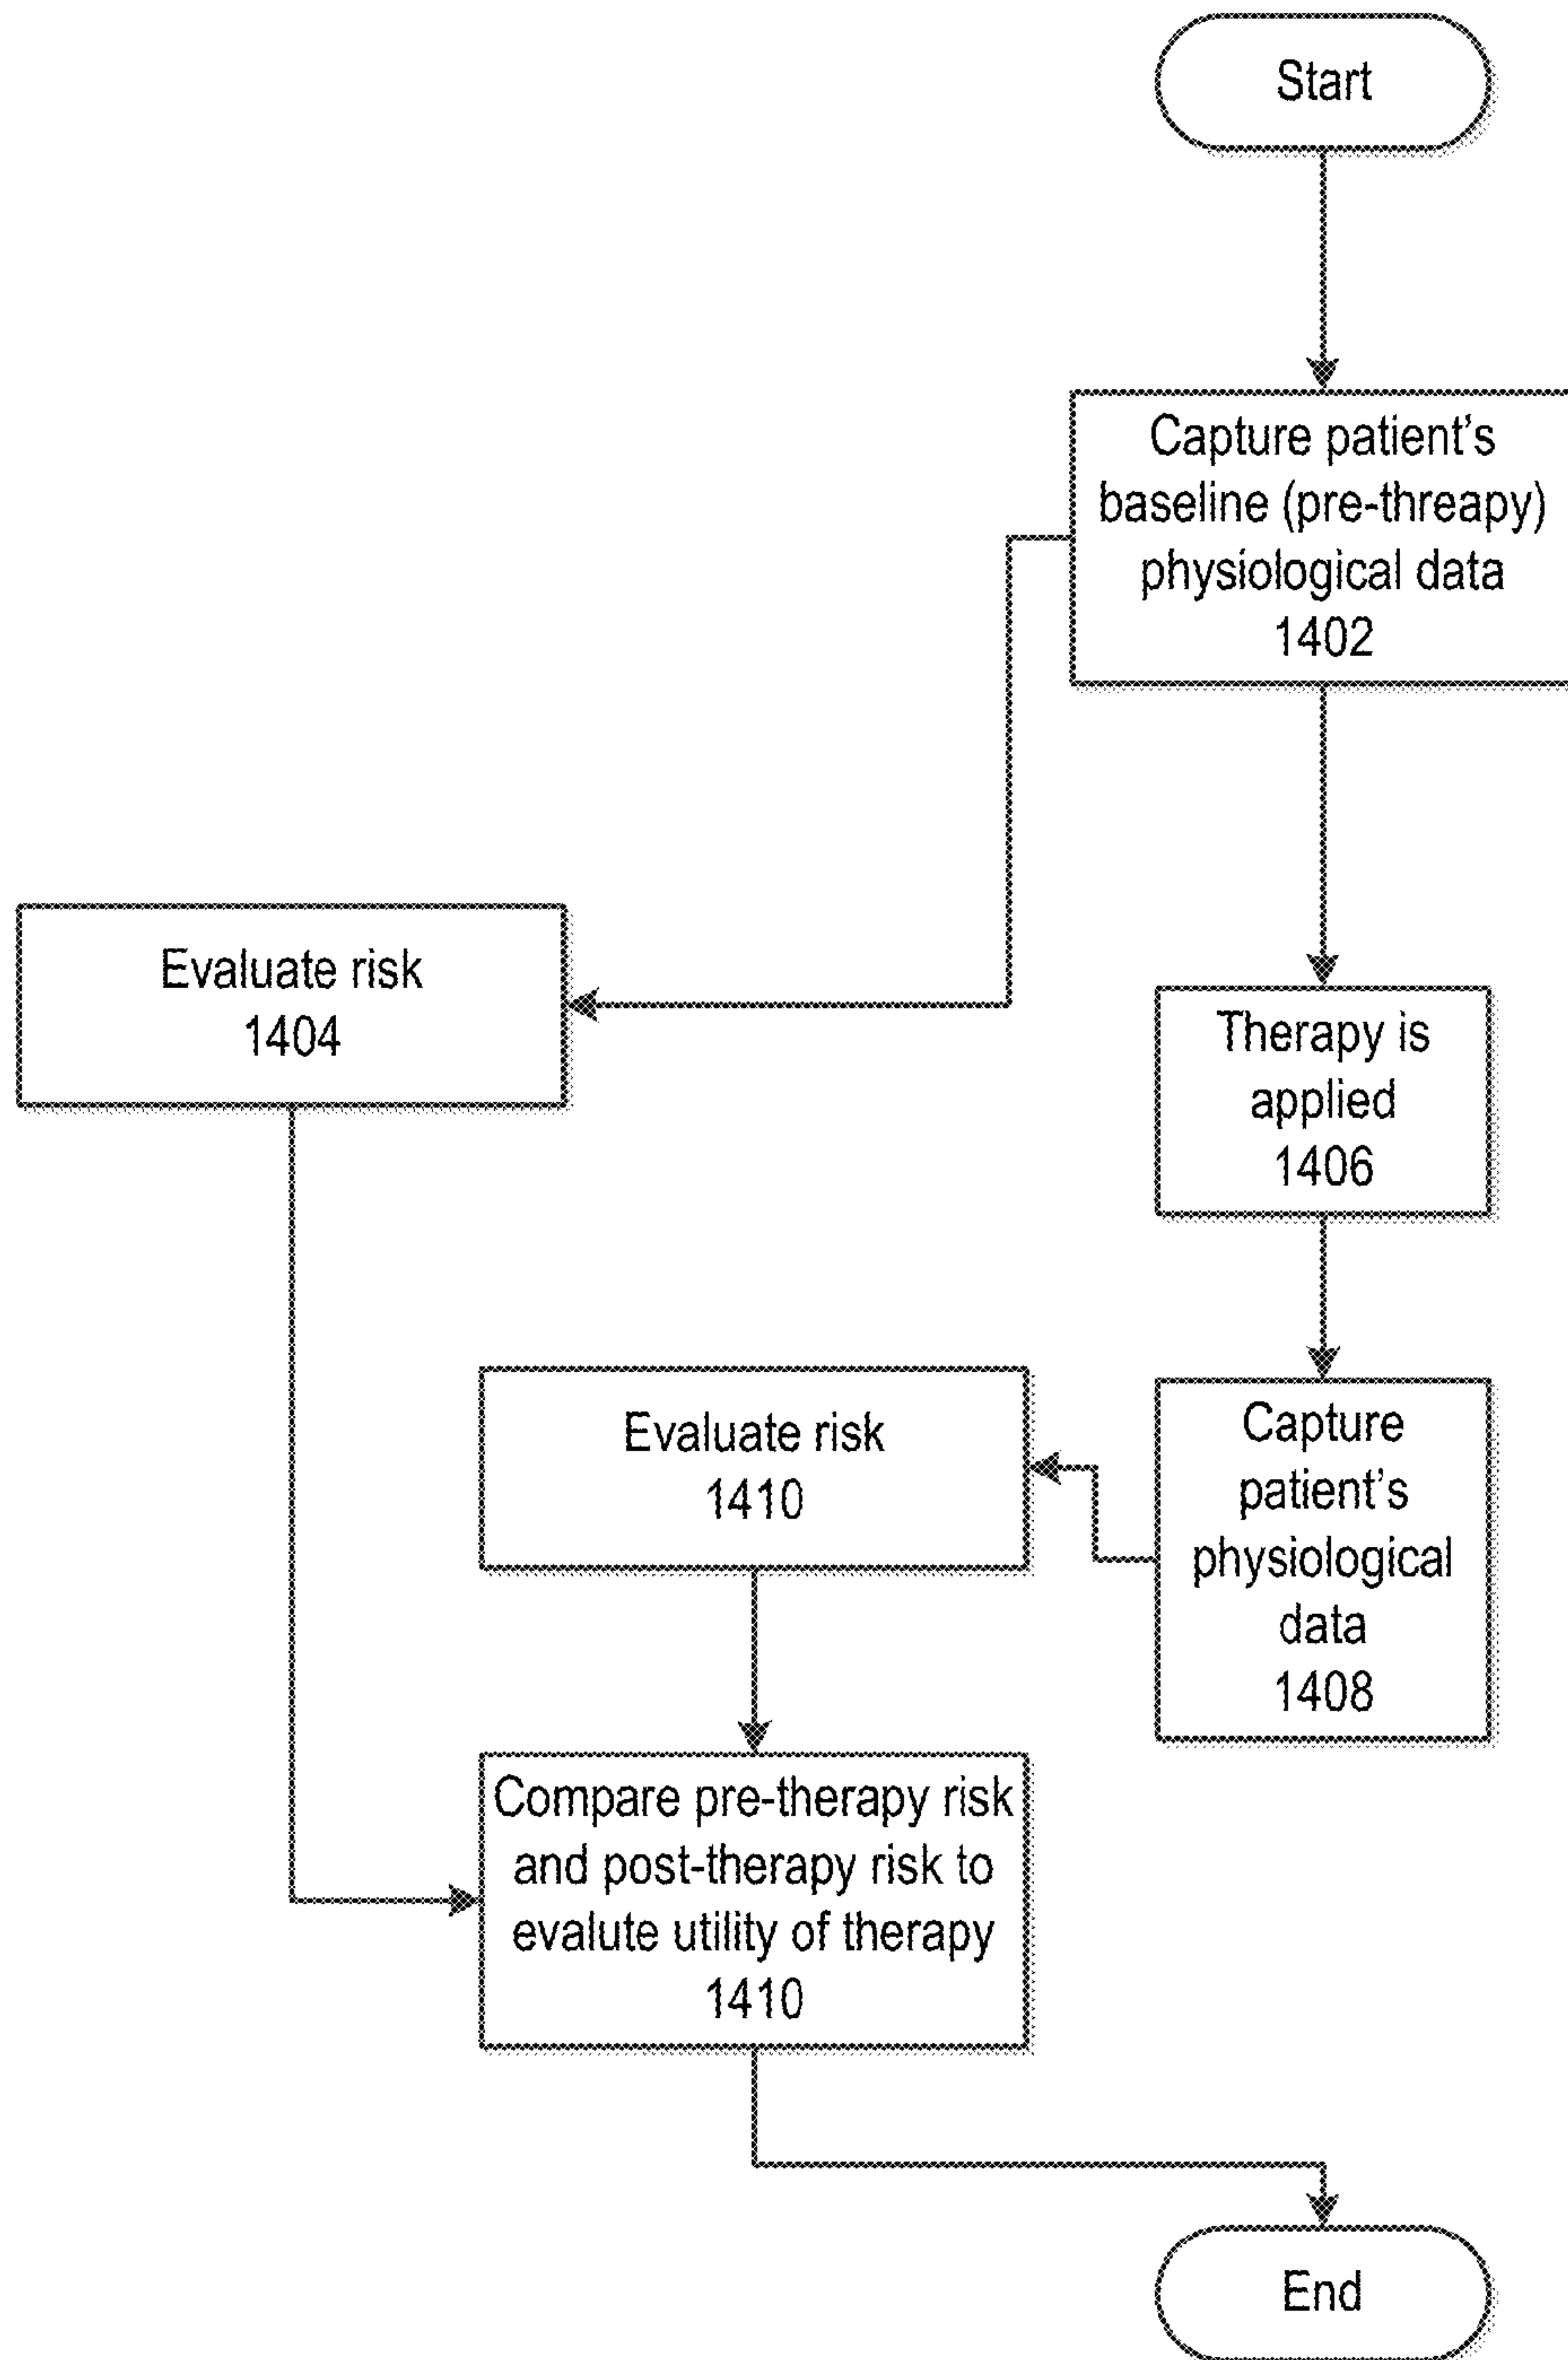 Start
Capture patient's
baseline (pre-threapy)
physiological data
1402
Evaluate risk
1404
Therapy is
applied
1406
Capture
patient's
physiological
data
1408
Evaluate risk
1410
Compare pre-therapy risk
and post-therapy risk to
evalute utility of therapy
1410
End